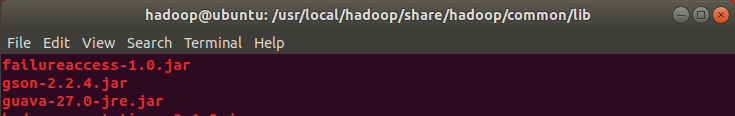 hadoop@ubuntu: /usr/local/hadoop/share/hadoop/common/lib
File Edit View Search Terminal Help
failureaccess-1.0.jar
gson-2.2.4.jar
guava-27.0-jre.jar